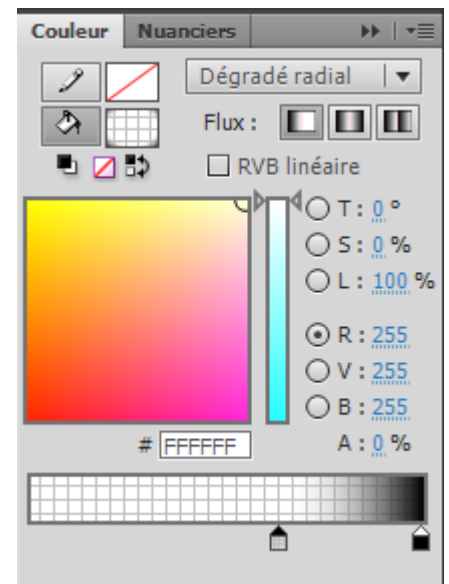 Couleur Nuanciers
Dégradé radial
Flux :
RVB linéaire
T : 0 °
S : 0 %
L : 100 %
R : 255
V : 255
B : 255
# FFFFFF A : 0 %